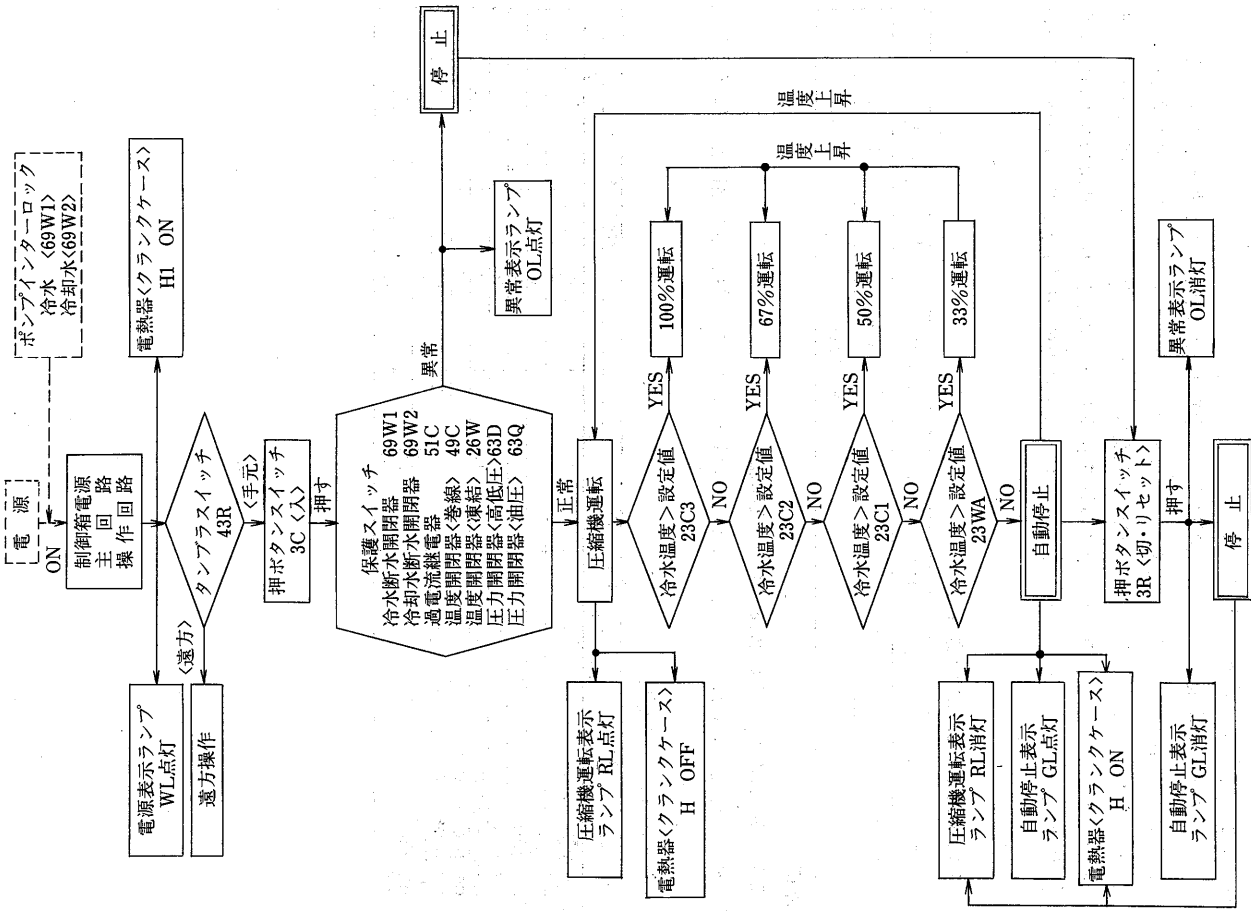 電源
ON
ポンプインターロック
冷水 <69W1>
冷却水<69W2>
制御箱電源
主回路
操作回路
電源表示ランプ
WL点灯
電熱器<クランクケース>
H1 ON
タンブラスイッチ
43R
<遠方>
遠方操作
<手元>
押ボタンスイッチ
3C <入>
押す
保護スイッチ
冷水断水開閉器 69W1
冷却水断水開閉器 69W2
過電流継電器 51C
温度開閉器<巻線> 49C
温度開閉器<凍結> 26W
圧力開閉器<高低圧>63D
圧力開閉器<油圧> 63Q
異常
停止
異常表示ランプ
OL点灯
正常
圧縮機運転
圧縮機運転表示
ランプ RL点灯
電熱器<クランクケース>
H OFF
冷水温度>設定値
23C3
YES
100%運転
NO
冷水温度>設定値
23C2
YES
67%運転
NO
冷水温度>設定値
23C1
YES
50%運転
NO
冷水温度>設定値
23WA
YES
33%運転
NO
温度上昇
温度上昇
自動停止
圧縮機運転表示
ランプ RL消灯
自動停止表示
ランプ GL点灯
電熱器<クランクケース>
H ON
押ボタンスイッチ
3R <切・リセット>
押す
自動停止表示
ランプ GL消灯
異常表示ランプ
OL消灯
停止